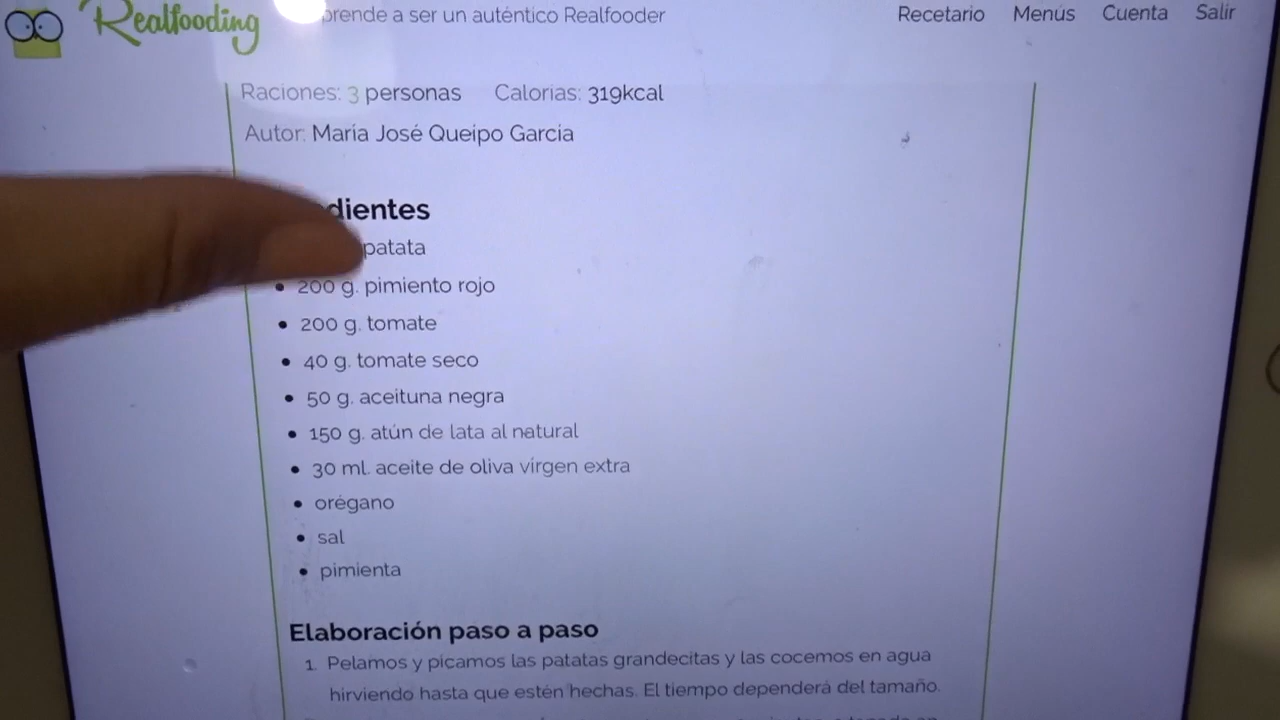 Realfooding
prende a ser un auténtico Realfooder
Recetario Menús Cuenta Salir
Raciones: 3 personas Calorías: 319kcal
Autor: María José Queipo García
dientes
patata
200 g. pimiento rojo
200 g. tomate
40 g. tomate seco
50 g. aceituna negra
150 g. atún de lata al natural
30 ml. aceite de oliva virgen extra
orégano
sal
pimienta
Elaboración paso a paso
1. Pelamos y picamos las patatas grandecitas y las cocemos en agua
hirviendo hasta que estén hechas. El tiempo dependerá del tamaño.